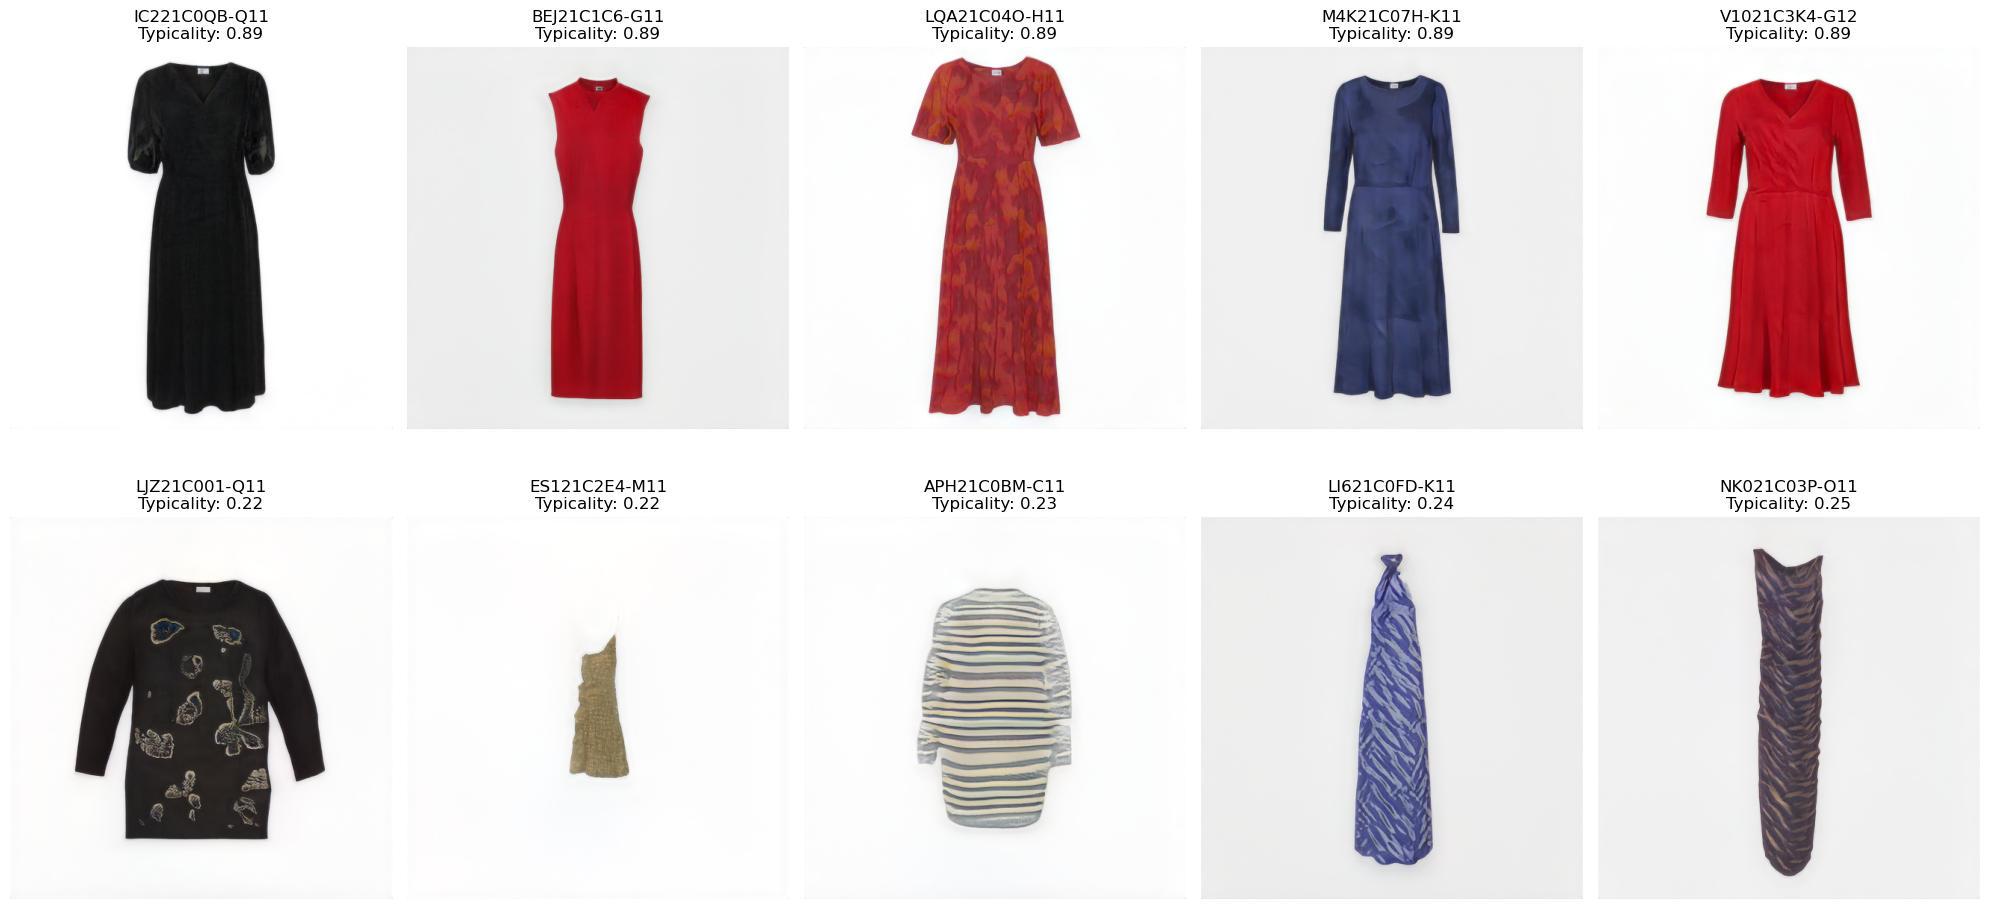 IC221C0QB-Q11
Typicality: 0.89
BEJ21C1C6-G11
Typicality: 0.89
LQA21C04O-H11
Typicality: 0.89
M4K21C07H-K11
Typicality: 0.89
V1021C3K4-G12
Typicality: 0.89
LJZ21C001-Q11
Typicality: 0.22
ES121C2E4-M11
Typicality: 0.22
APH21C0BM-C11
Typicality: 0.23
LI621C0FD-K11
Typicality: 0.24
NK021C03P-O11
Typicality: 0.25